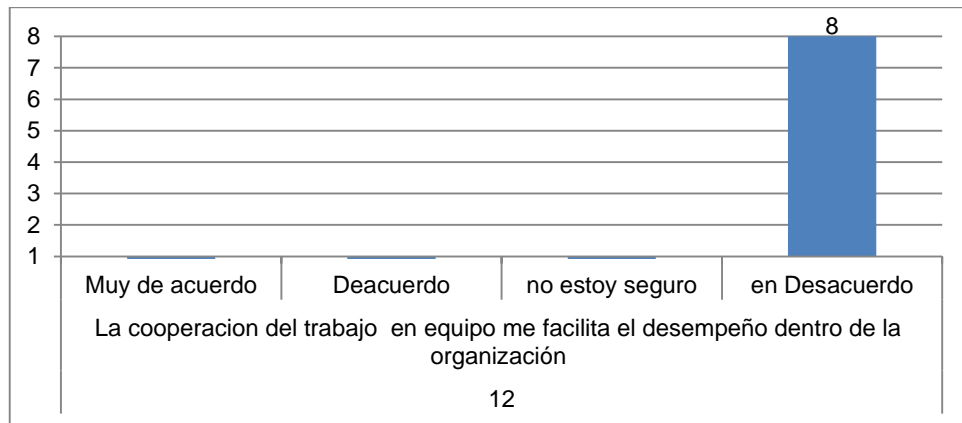 8
8
7
6
5
4
3
2
1
Muy de acuerdo
Deacuerdo
no estoy seguro
en Desacuerdo
La cooperacion del trabajo  en equipo me facilita el desempeño dentro de la
organización
12